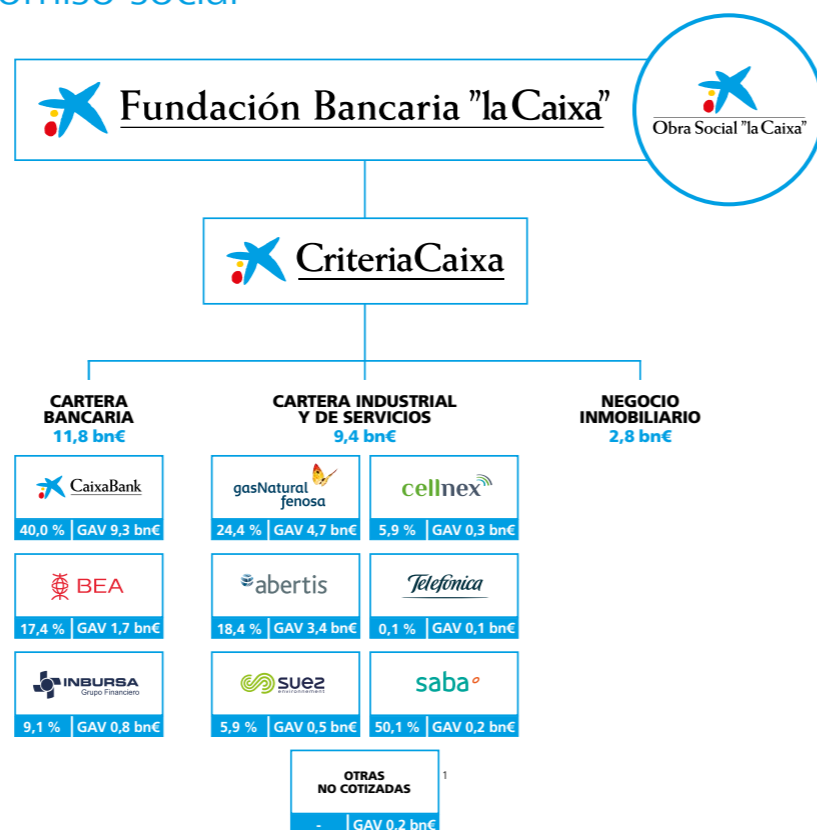 omiso social
Fundación Bancaria "la Caixa"
Obra Social "la Caixa"
CriteriaCaixa
CARTERA
BANCARIA
11,8 bn€
CARTERA INDUSTRIAL
Y DE SERVICIOS
9,4 bn€
NEGOCIO
INMOBILIARIO
2,8 bn€
CaixaBank
40,0 % GAV 9,3 bn€
BEA
17,4 % GAV 1,7 bn€
INBURSA
Grupo Financiero
9,1 % GAV 0,8 bn€
gasNatural
fenosa
24,4 % GAV 4,7 bn€
cellnex
5,9 % GAV 0,3 bn€
abertis
18,4 % GAV 3,4 bn€
Telefónica
0,1 % GAV 0,1 bn€
suez
environnement
5,9 % GAV 0,5 bn€
saba
50,1 % GAV 0,2 bn€
OTRAS
NO COTIZADAS
1
- GAV 0,2 bn€